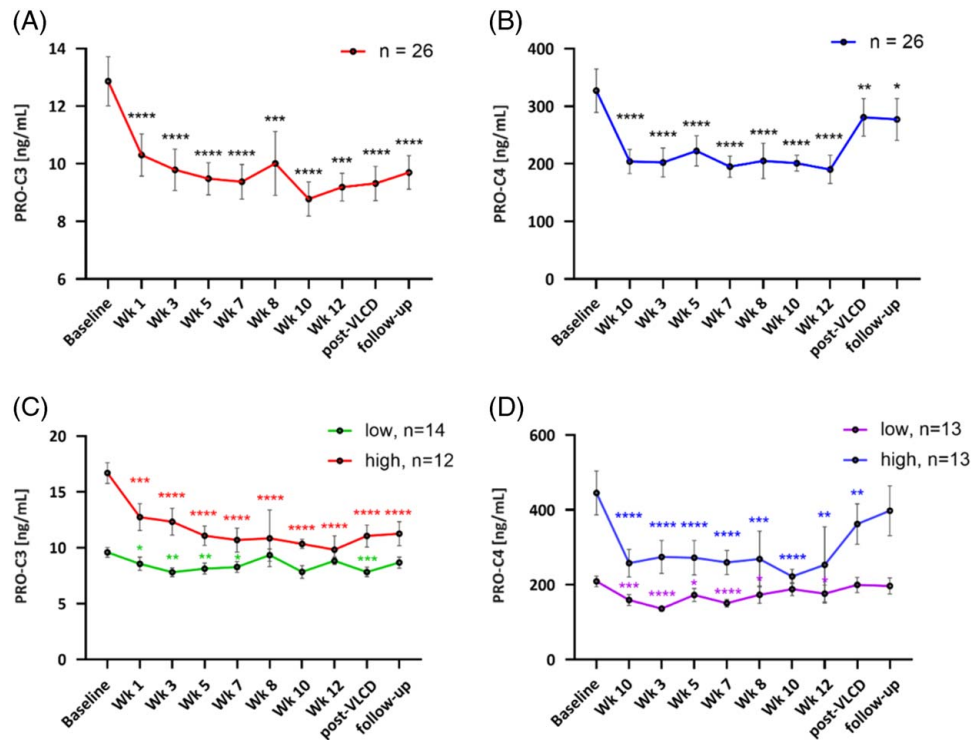 (A)
n = 26
PRO-C3 [ng/mL]
14
12
10
8
6
****
****
****
****
***
****
***
****
****
Baseline
Wk 1
Wk 3
Wk 5
Wk 7
Wk 8
Wk 10
Wk 12
post-VLCD
follow-up
(B)
n = 26
PRO-C4 [ng/mL]
400
300
200
100
0
****
****
****
****
****
****
****
**
*
Baseline
Wk 10
Wk 3
Wk 5
Wk 7
Wk 8
Wk 10
Wk 12
post-VLCD
follow-up
(C)
low, n=14
high, n=12
PRO-C3 [ng/mL]
20
15
10
5
0
***
****
****
****
****
****
****
****
****
*
**
**
*
***
Baseline
Wk 1
Wk 3
Wk 5
Wk 7
Wk 8
Wk 10
Wk 12
post-VLCD
follow-up
(D)
low, n=13
high, n=13
PRO-C4 [ng/mL]
600
400
200
0
****
****
****
****
***
****
**
**
***
****
*
****
*
*
Baseline
Wk 10
Wk 3
Wk 5
Wk 7
Wk 8
Wk 10
Wk 12
post-VLCD
follow-up